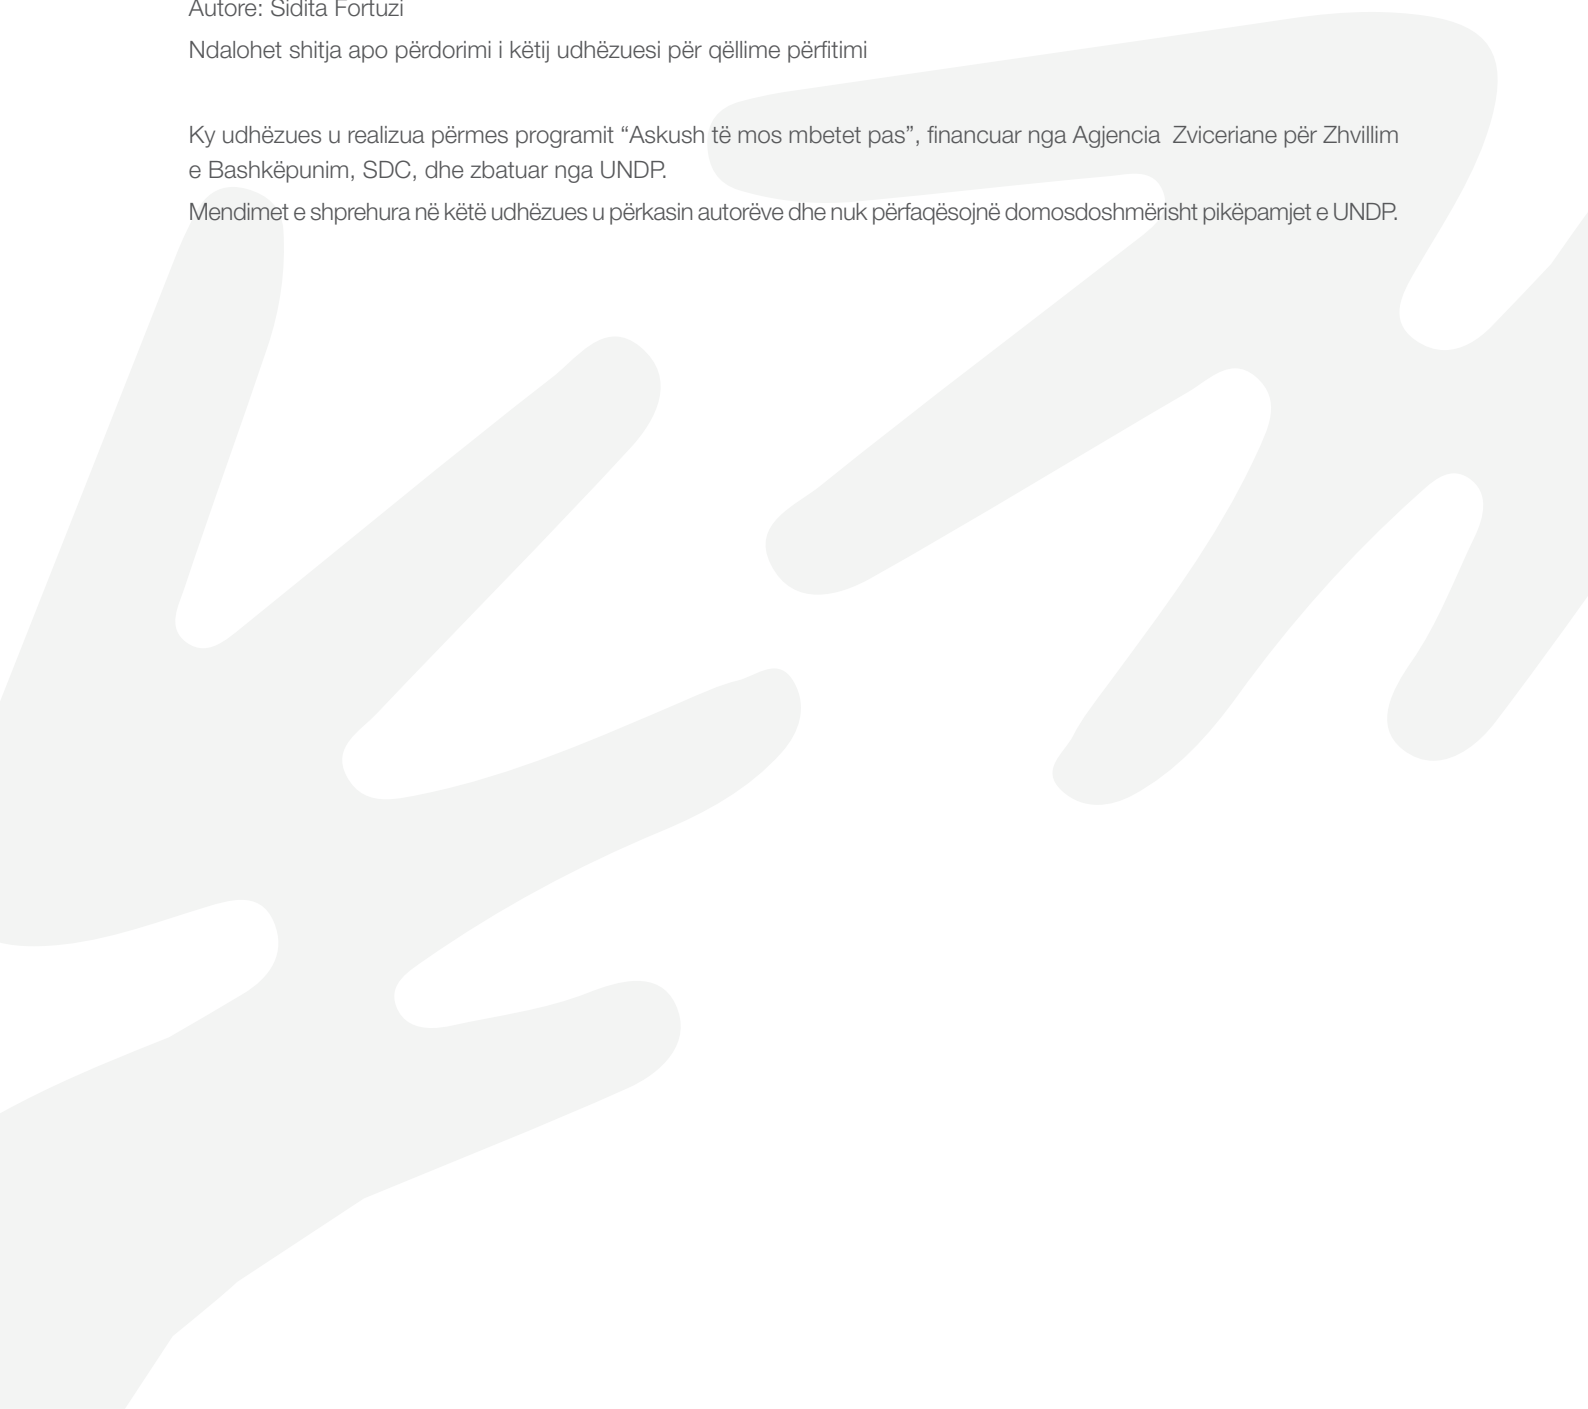 Autore: Sidita Fortuzi
Ndalohet shitja apo përdorimi i këtij udhëzuesi për qëllime përfitimi
Ky udhëzues u realizua përmes programit “Askush të mos mbetet pas”, financuar nga Agjencia Zviceriane për Zhvillim
e Bashkëpunim, SDC, dhe zbatuar nga UNDP.
Mendimet e shprehura në këtë udhëzues u përkasin autorëve dhe nuk përfaqësojnë domosdoshmërisht pikëpamjet e UNDP.